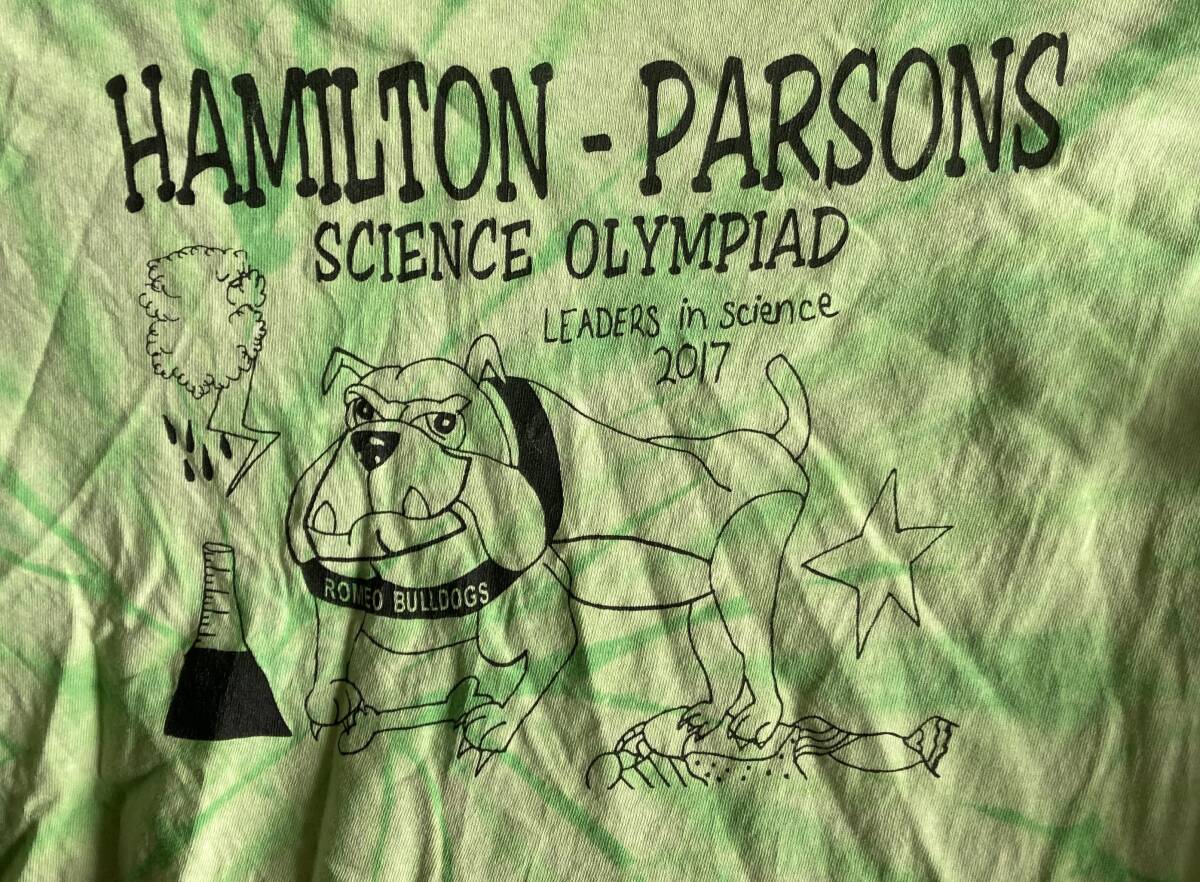 HAMILTON - PARSONS
SCIENCE OLYMPIAD
LEADERS in science
2017
ROMEO BULLDOGS